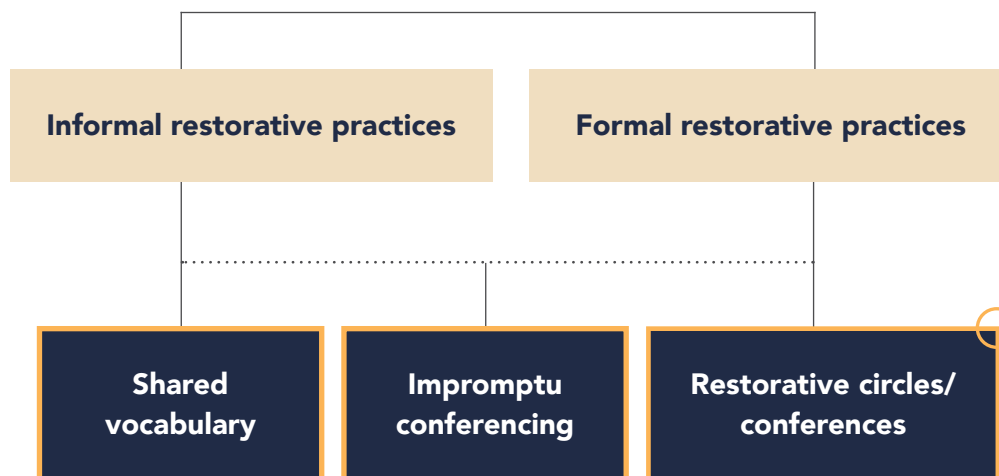 Informal restorative practices
Formal restorative practices
Shared
vocabulary
Impromptu
conferencing
Restorative circles/
conferences